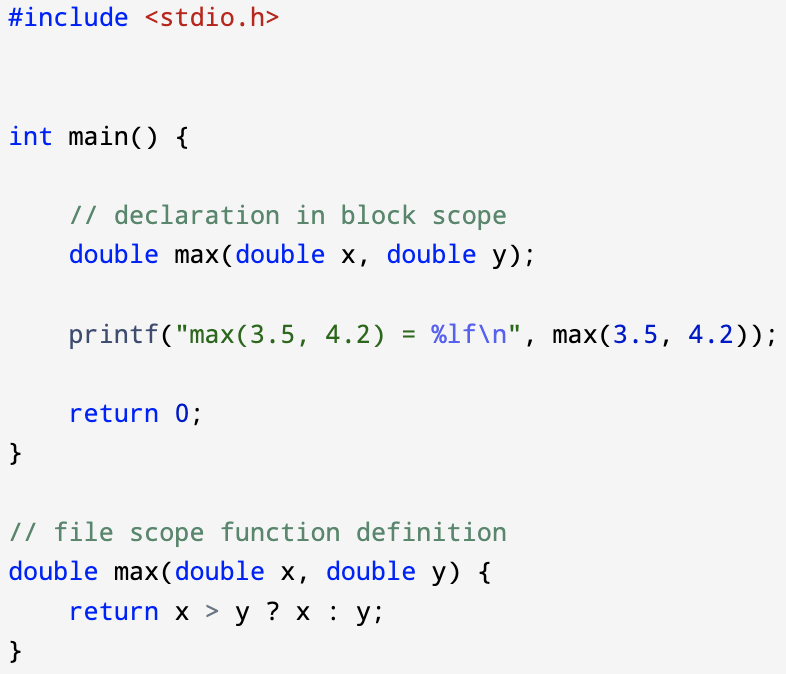 #include <stdio.h>
int main() {
// declaration in block scope
double max(double x, double y);
printf("max(3.5, 4.2) = %lf\n", max(3.5, 4.2));
return 0;
}
// file scope function definition
double max(double x, double y) {
return x > y ? x : y;
}